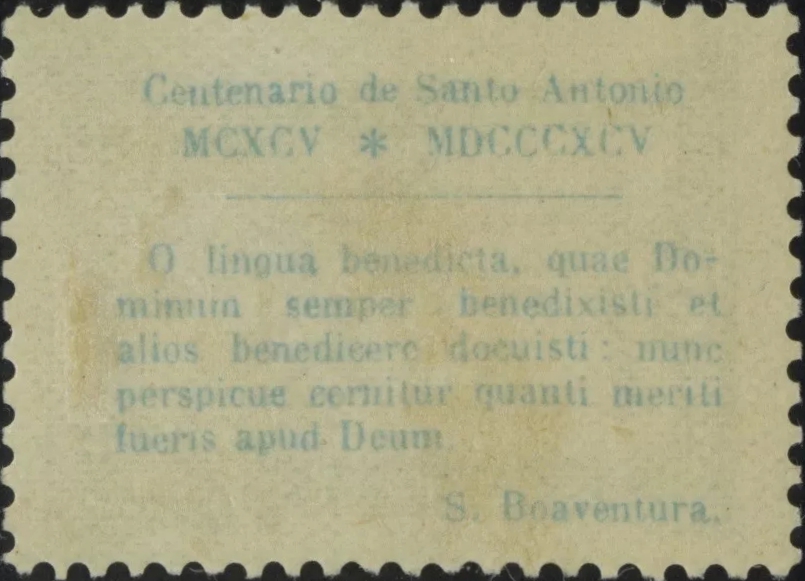 Centenario de Santo Antonio
MCXCV * MDCCCXCV
O lingua benedicta, quae Do-
minum semper benedixisti et
alios benedicere docuisti: nunc
perspicue cernitur quanti meriti
fueris apud Deum.
S. Boaventura.